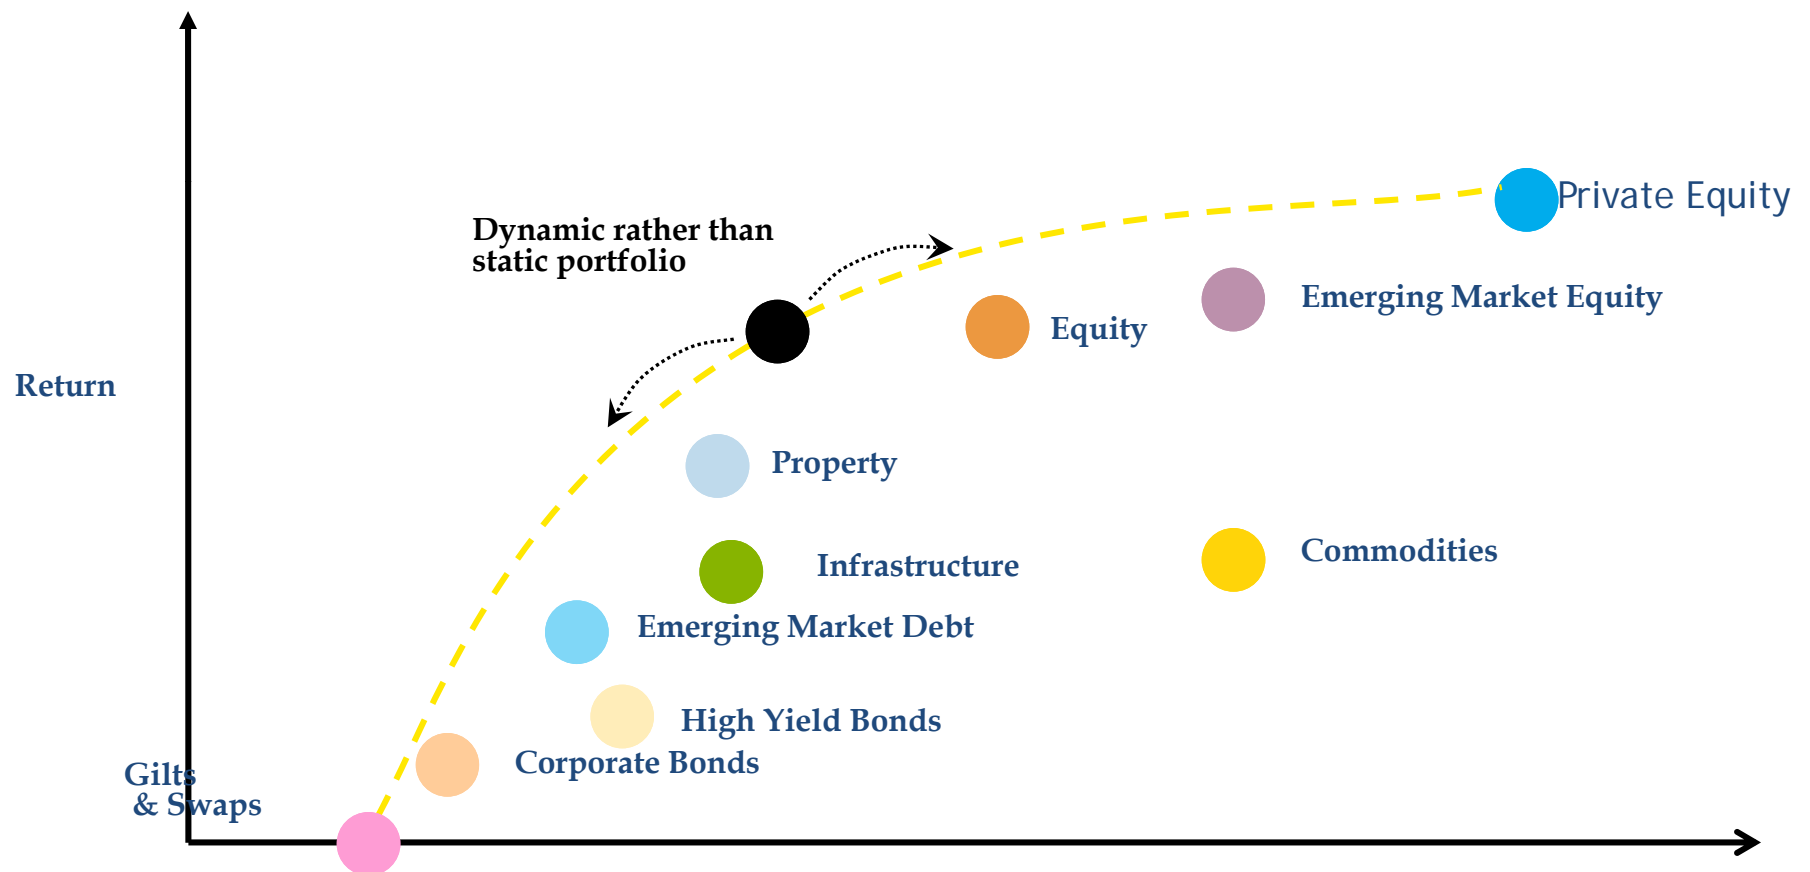 Private Equity
Dynamic rather than
static portfolio
Emerging Market Equity
Equity
Return
Property
Commodities
Infrastructure
Emerging Market Debt
High Yield Bonds
Corporate Bonds
Gilts
& Swaps